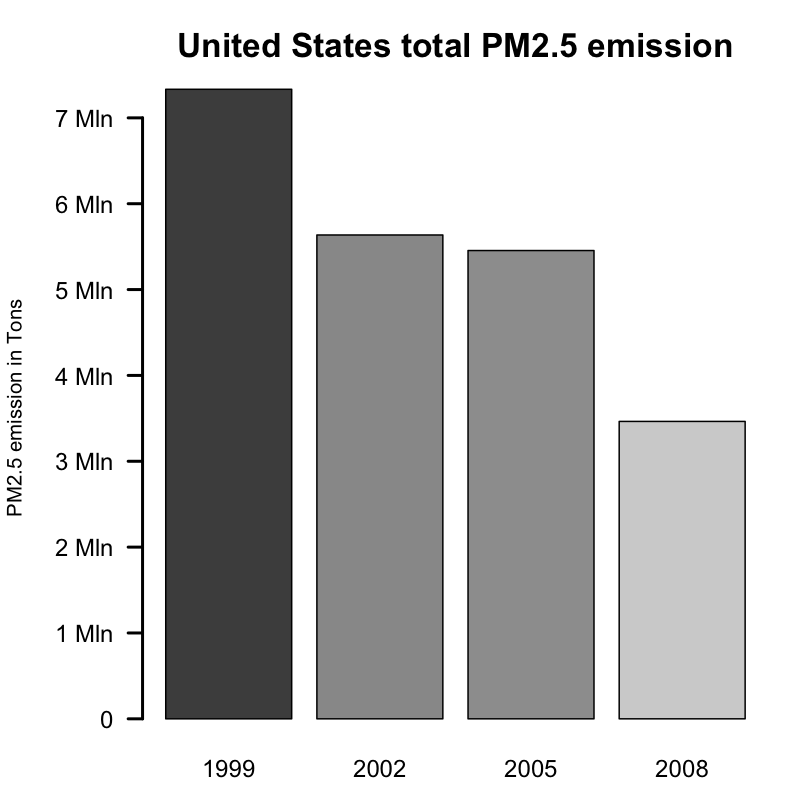 United States total PM2.5 emission
PM2.5 emission in Tons
7 Mln
6 Mln
5 Mln
4 Mln
3 Mln
2 Mln
1 Mln
0
1999 2002 2005 2008